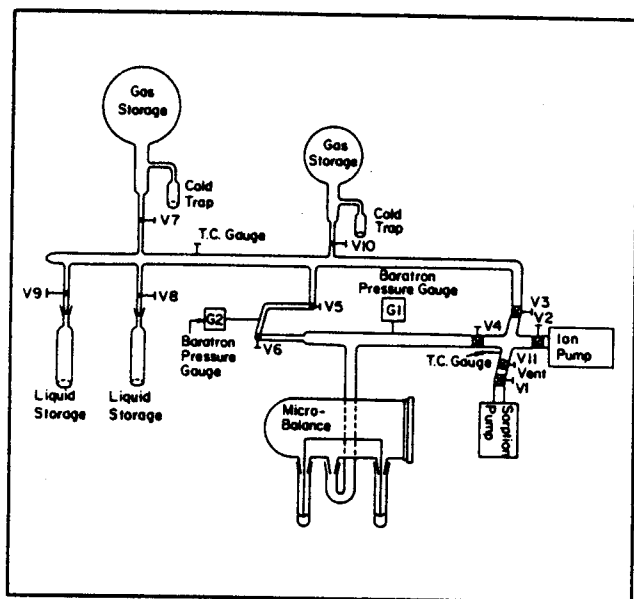 Gas
Storage
Gas
Storage
Cold
Trap
Cold
Trap
V7
T.C. Gauge
V10
Baratron
Pressure Gauge
V9
V8
V5
G1
V3
V2
V4
G2
V6
Baratron
Pressure
Gauge
Ion
Pump
T.C. Gauge
V11
Vent
V1
Liquid
Storage
Liquid
Storage
Micro-
Balance
Sorption
Pump